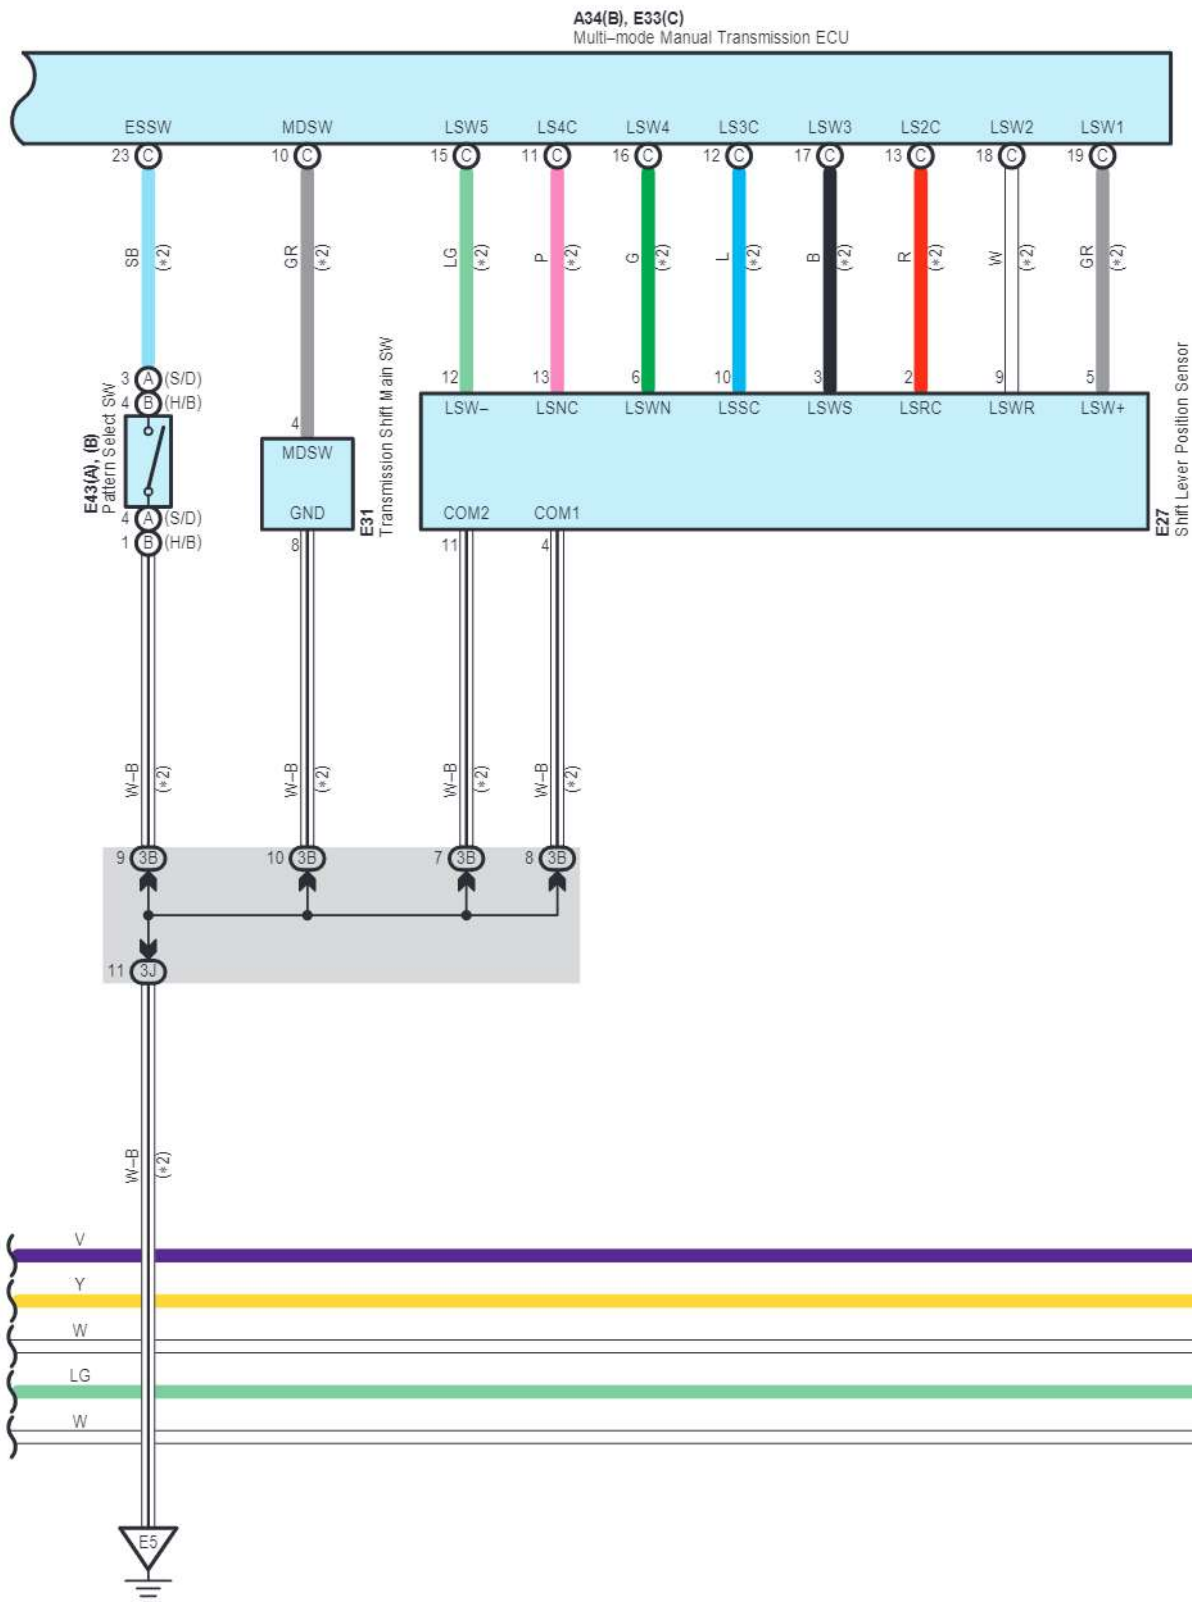 A34(B), E33(C)
Multi–mode Manual Transmission ECU
ESSW MDSW LSW5 LS4C LSW4 LS3C LSW3 LS2C LSW2 LSW1
23 C 10 C 15 C 11 C 16 C 12 C 17 C 13 C 18 C 19 C
SB (∗2) GR (∗2) LG (∗2) P (∗2) G (∗2) L (∗2) B (∗2) R (∗2) W (∗2) GR (∗2)
3 A (S/D)
4 B (H/B)
E43(A), (B)
Pattern Select SW
4 A (S/D)
1 B (H/B)
4
MDSW
GND
8
E31
Transmission Shift Main SW
12 13 6 10 3 2 9 5
LSW– LSNC LSWN LSSC LSWS LSRC LSWR LSW+
COM2 COM1
11 4
E27
Shift Lever Position Sensor
W–B (∗2) W–B (∗2) W–B (∗2) W–B (∗2)
9 3B 10 3B 7 3B 8 3B
11 3J
W–B (∗2)
V
Y
W
LG
W
E5